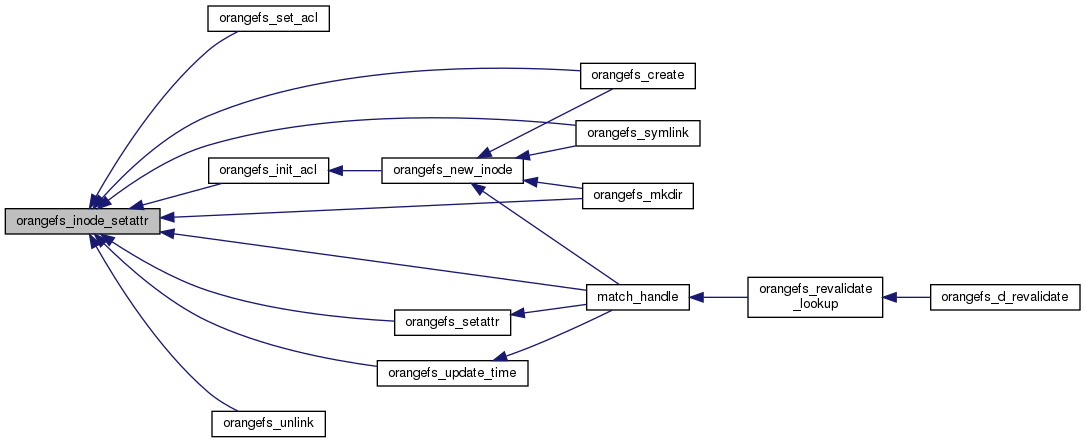 orangefs_set_acl
orangefs_create
orangefs_symlink
orangefs_init_acl
orangefs_new_inode
orangefs_mkdir
orangefs_inode_setattr
match_handle
orangefs_revalidate
_lookup
orangefs_d_revalidate
orangefs_setattr
orangefs_update_time
orangefs_unlink